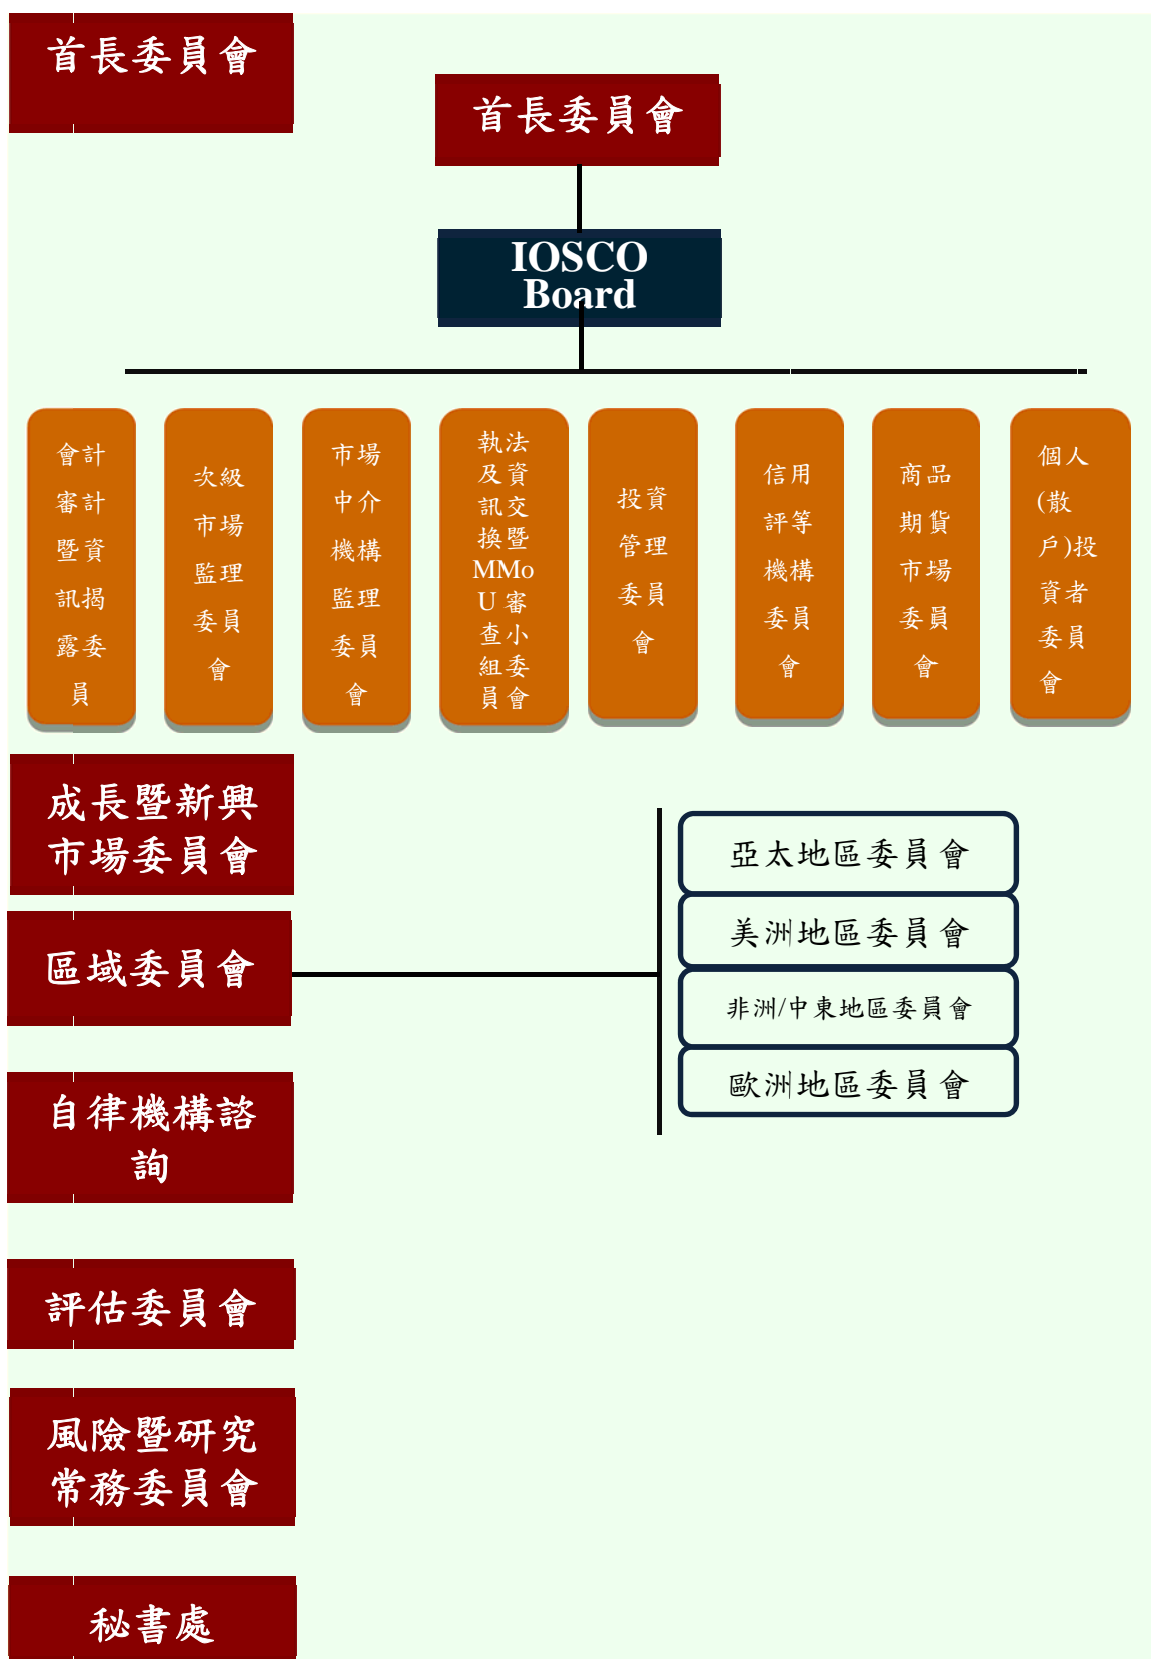 首長委員會
首長委員會
IOSCO
Board
會計
審計
暨資
訊揭
露委
員
次級
市場
監理
委員
會
市場
中介
機構
監理
委員
會
執法
及資
訊交
換暨
MMo
U審
查小
組委
員會
投資
管理
委員
會
信用
評等
機構
委員
會
商品
期貨
市場
委員
會
個人
(散
戶)投
資者
委員
會
成長暨新興
市場委員會
亞太地區委員會
美洲地區委員會
非洲/中東地區委員會
歐洲地區委員會
區域委員會
自律機構諮
詢
評估委員會
風險暨研究
常務委員會
秘書處